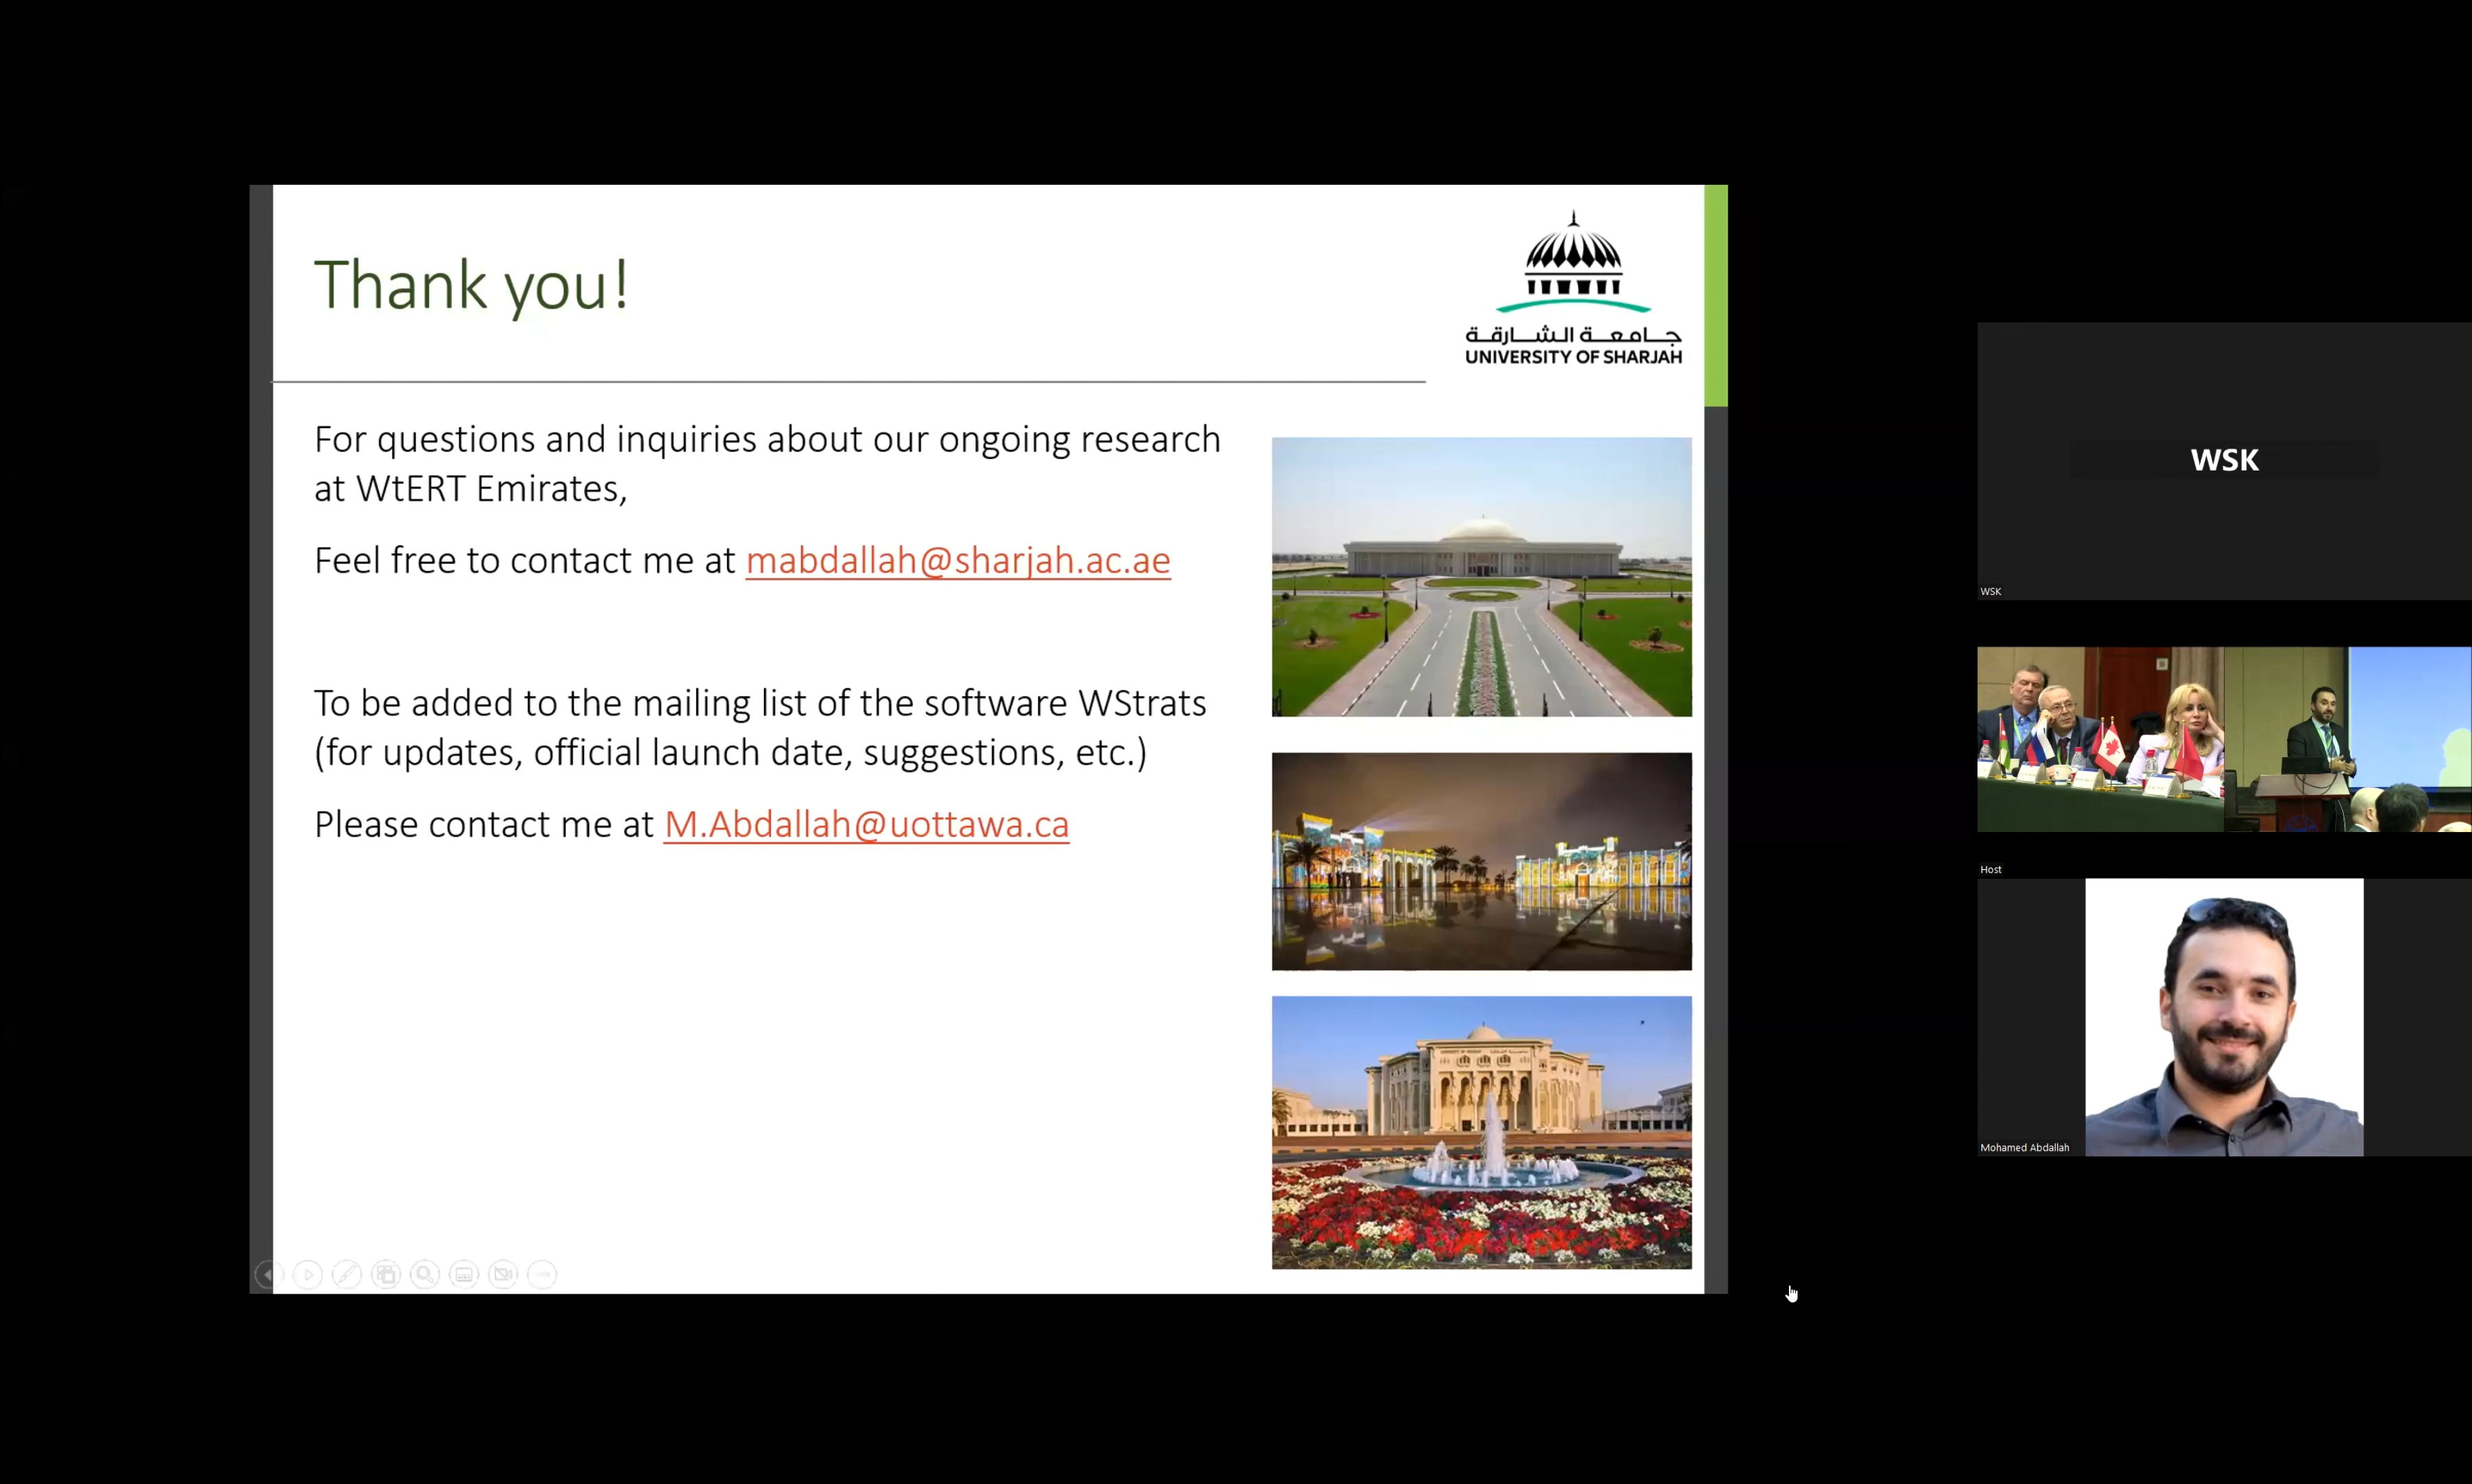 Thank you!
جامعة الشارقة
UNIVERSITY OF SHARJAH
For questions and inquiries about our ongoing research
at WtERT Emirates,
Feel free to contact me at mabdallah@sharjah.ac.ae
To be added to the mailing list of the software WStrats
(for updates, official launch date, suggestions, etc.)
Please contact me at M.Abdallah@uottawa.ca
WSK
WSK
Host
Mohamed Abdallah